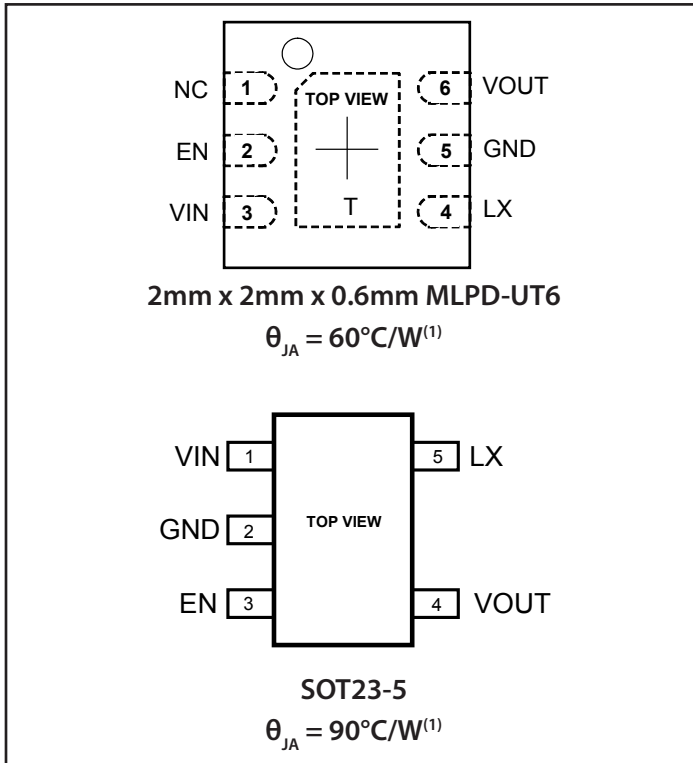 NC 1 TOP VIEW 6 VOUT
EN 2 5 GND
VIN 3 T 4 LX
2mm x 2mm x 0.6mm MLPD-UT6
θJA = 60°C/W(1)
VIN 1 5 LX
GND 2 TOP VIEW
EN 3 4 VOUT
SOT23-5
θJA = 90°C/W(1)